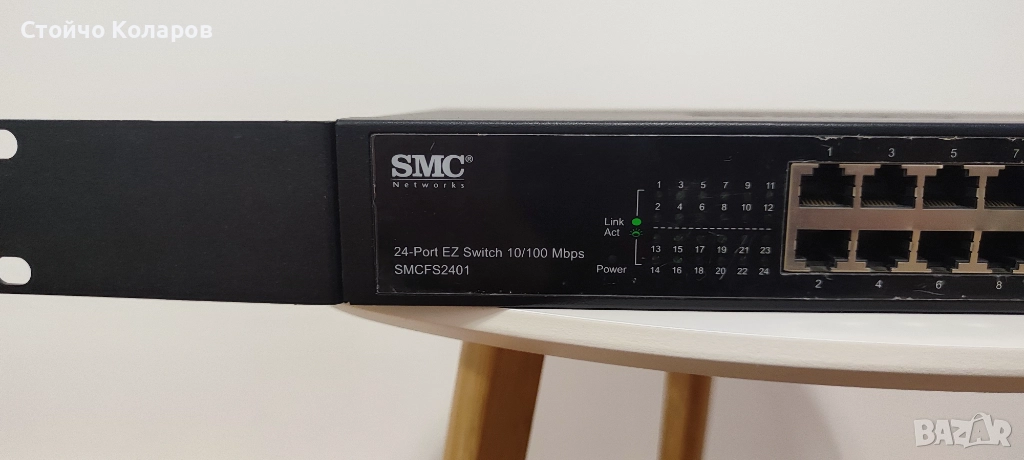 Стойчо Коларов
SMC®
Networks
24-Port EZ Switch 10/100 Mbps
SMCFS2401
1 3 5 7 9 11
2 4 6 8 10 12
Link
Act
13 15 17 19 21 23
Power
14 16 18 20 22 24
1 3 5 7
2 4 6 8
BAZAR